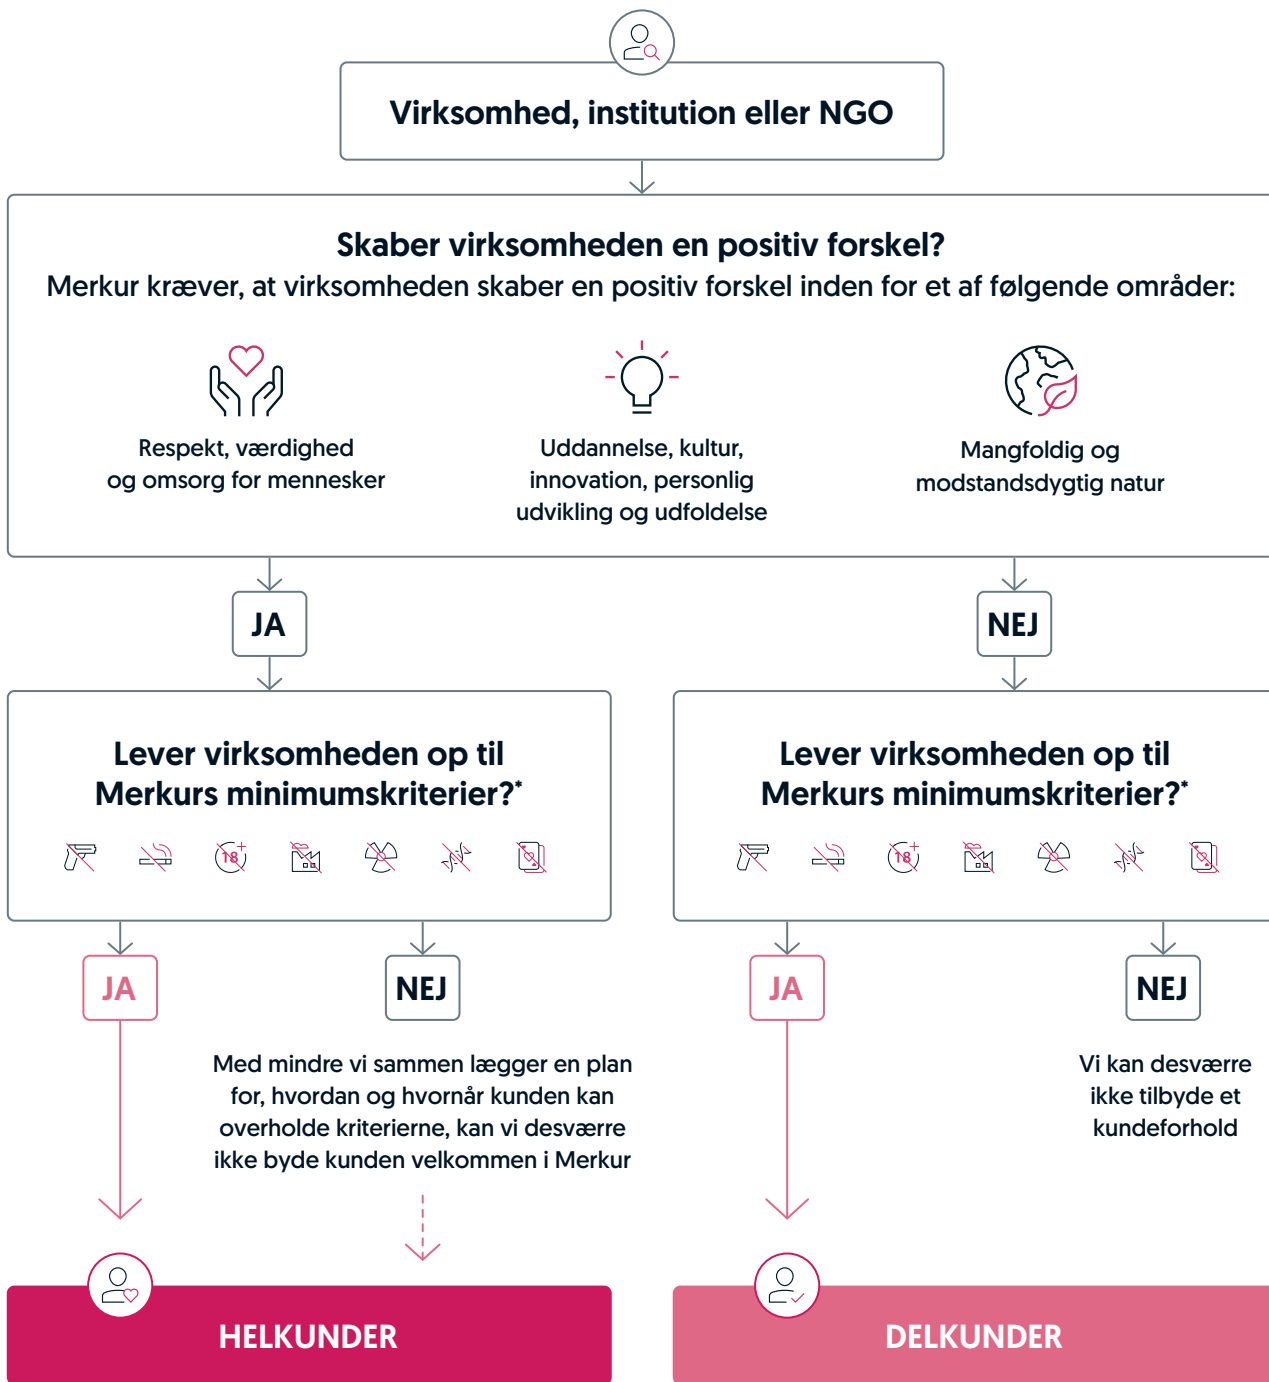 Virksomhed, institution eller NGO
Skaber virksomheden en positiv forskel?
Merkur kræver, at virksomheden skaber en positiv forskel inden for et af følgende områder:
Respekt, værdighed
og omsorg for mennesker
Uddannelse, kultur,
innovation, personlig
udvikling og udfoldelse
Mangfoldig og
modstandsdygtig natur
JA
NEJ
Lever virksomheden op til
Merkurs minimumskriterier?*
18+
JA
NEJ
Med mindre vi sammen lægger en plan
for, hvordan og hvornår kunden kan
overholde kriterierne, kan vi desværre
ikke byde kunden velkommen i Merkur
HELKUNDER
Lever virksomheden op til
Merkurs minimumskriterier?*
18+
JA
NEJ
Vi kan desværre
ikke tilbyde et
kundeforhold
DELKUNDER